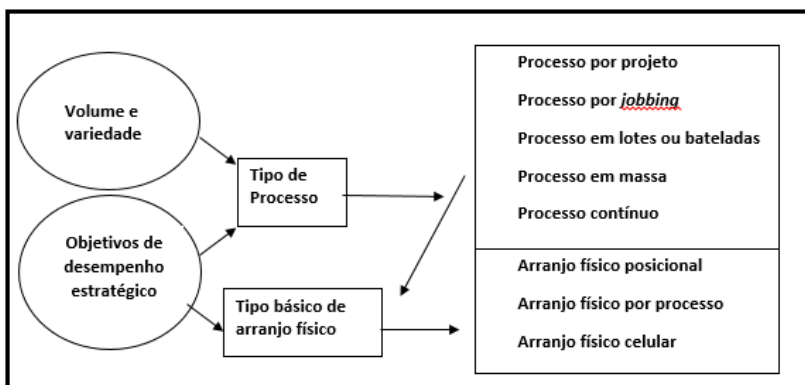 Volume e
variedade
Objetivos de
desempenho
estratégico
Tipo de
Processo
Tipo básico de
arranjo físico
Processo por projeto
Processo por jobbing
Processo em lotes ou bateladas
Processo em massa
Processo contínuo
Arranjo físico posicional
Arranjo físico por processo
Arranjo físico celular